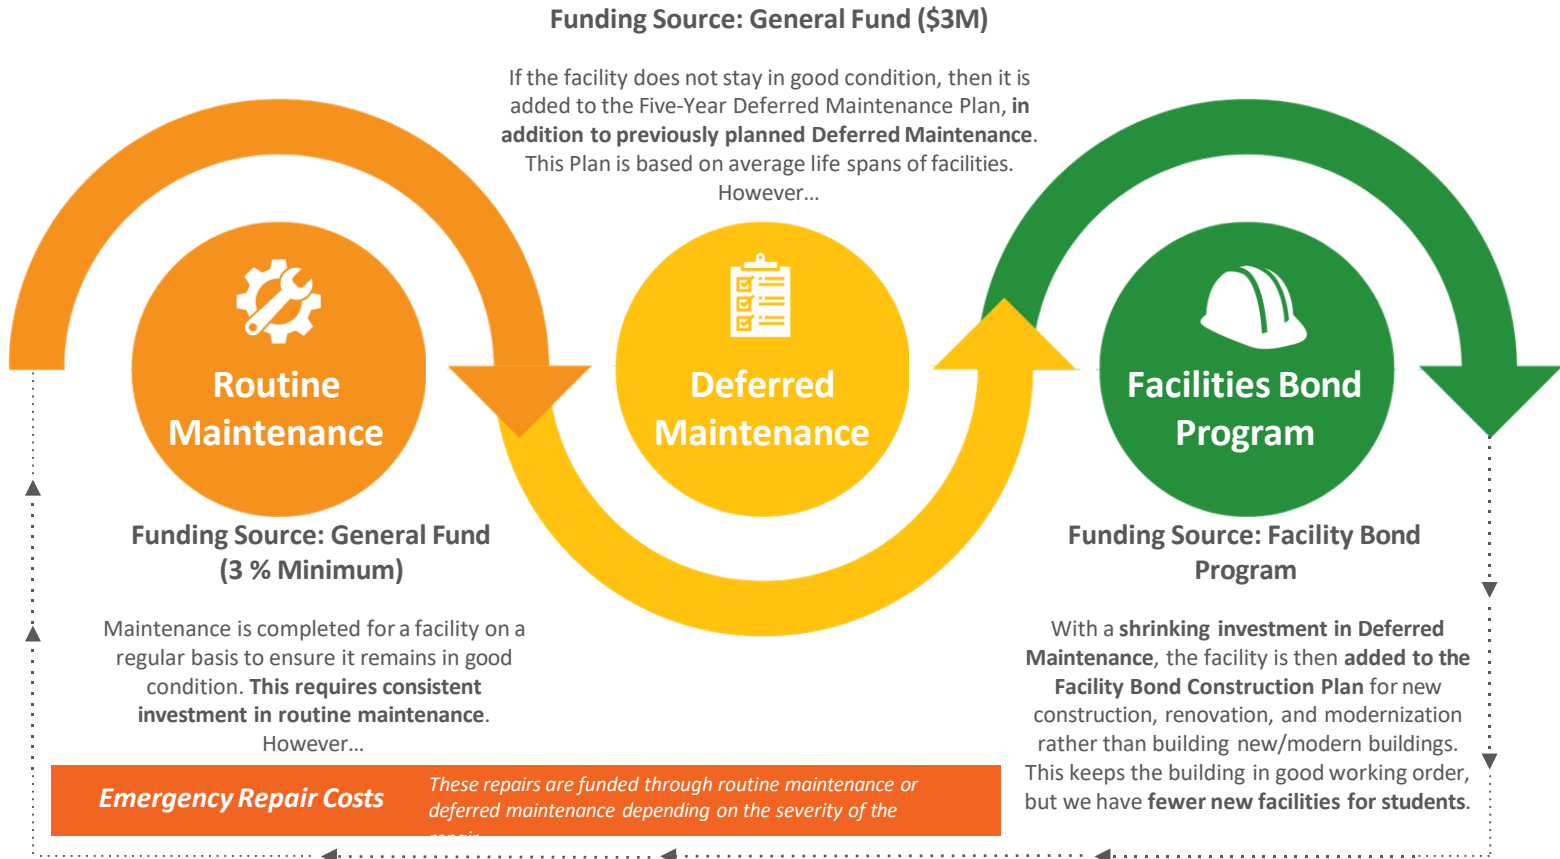 Funding Source: General Fund ($3M)
If the facility does not stay in good condition, then it is
added to the Five-Year Deferred Maintenance Plan, in
addition to previously planned Deferred Maintenance.
This Plan is based on average life spans of facilities.
However...
Routine
Maintenance
Deferred
Maintenance
Facilities Bond
Program
Funding Source: General Fund
(3 % Minimum)
Maintenance is completed for a facility on a
regular basis to ensure it remains in good
condition. This requires consistent
investment in routine maintenance.
However...
Funding Source: Facility Bond
Program
With a shrinking investment in Deferred
Maintenance, the facility is then added to the
Facility Bond Construction Plan for new
construction, renovation, and modernization
rather than building new/modern buildings.
This keeps the building in good working order,
but we have fewer new facilities for students.
Emergency Repair Costs
These repairs are funded through routine maintenance or
deferred maintenance depending on the severity of the